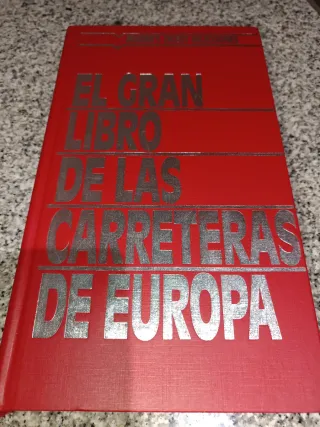 EL GRAN
LIBRO
DE LAS
CARRETERAS
DE EUROPA